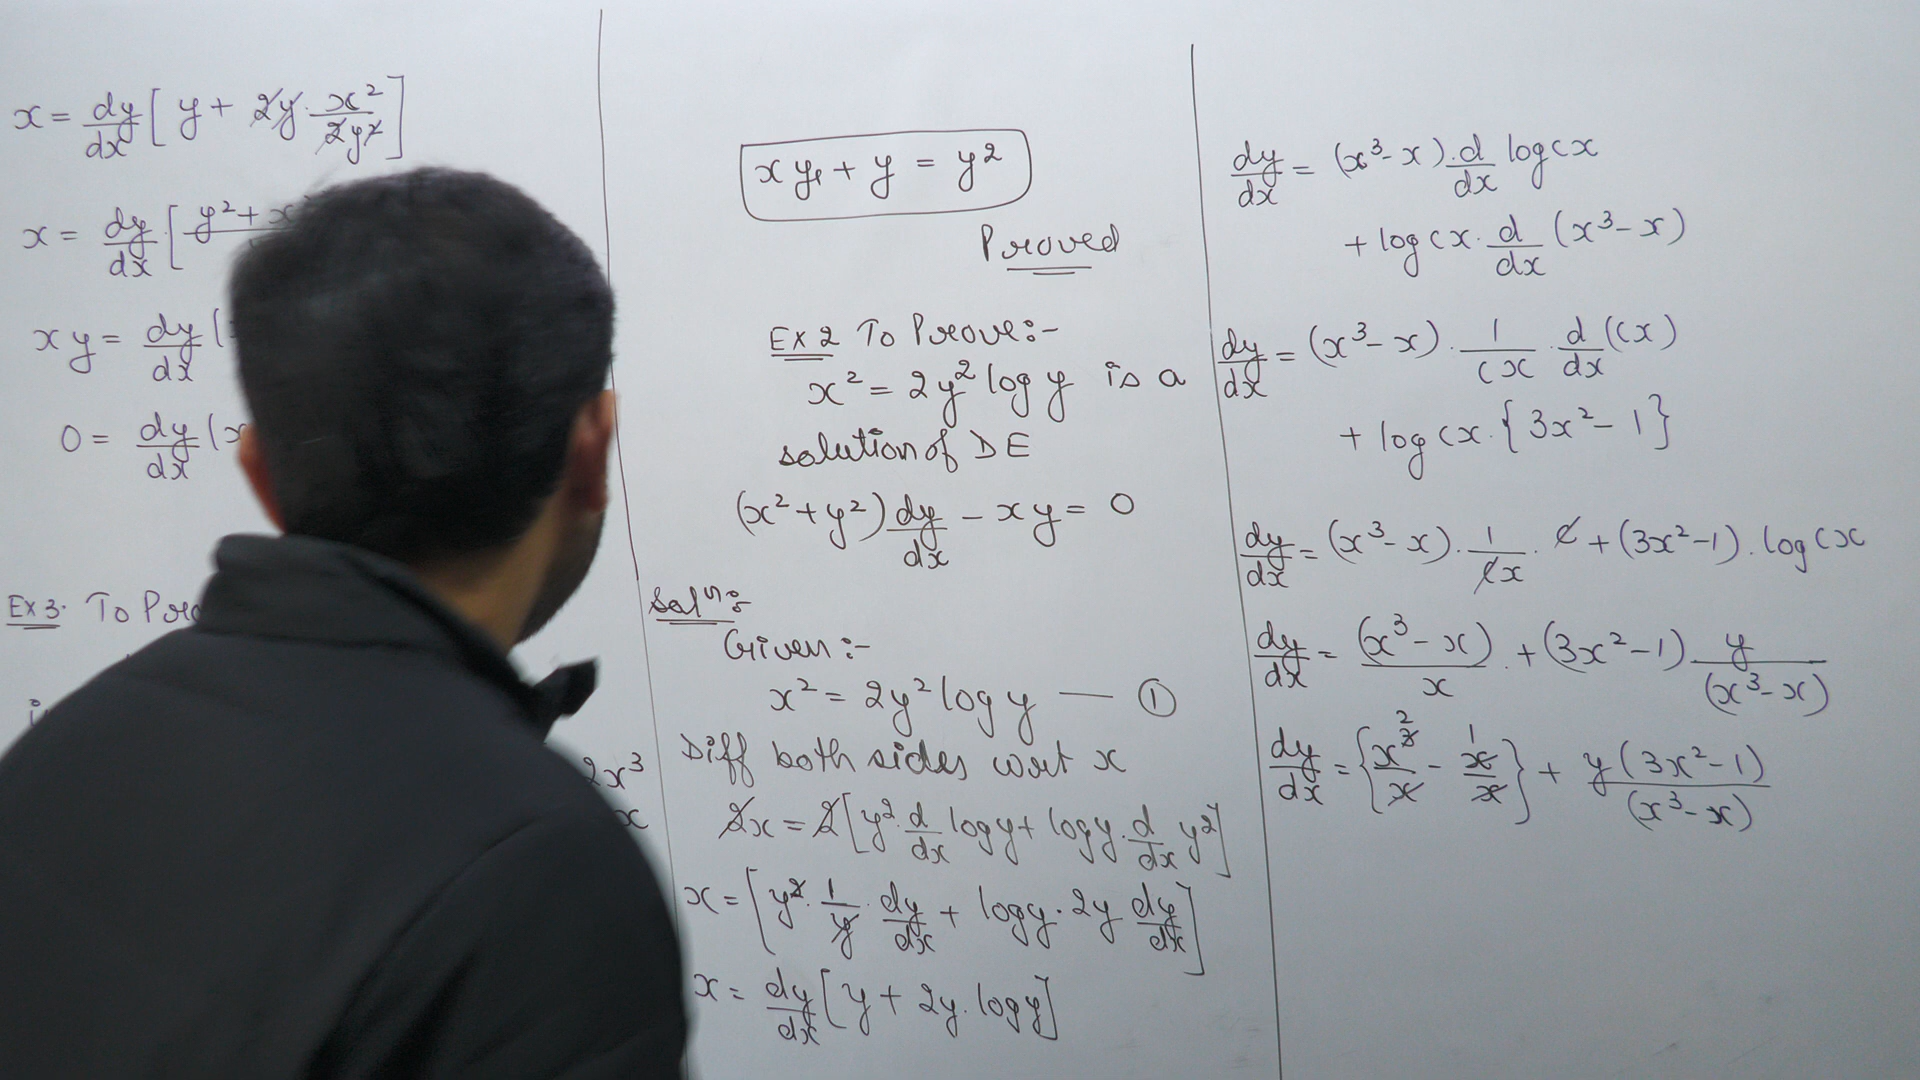 x = dy/dx [ y + 2y . x²/2y² ]
x = dy/dx [ y² + x
xy = dy/dx (
0 = dy/dx (x
Ex 3. To
2x³
x
x y₁ + y = y²
Proved
Ex 2 To Prove :-
x² = 2y² log y is a
solution of DE
(x² + y²) dy/dx - xy = 0
Solⁿ :
Given :-
x² = 2y² log y — ①
Diff both sides wrt x
2x = 2 [ y² . d/dx log y + log y . d/dx y² ]
x = [ y² . 1/y . dy/dx + log y . 2y dy/dx ]
x = dy/dx [ y + 2y . log y ]
dy/dx = (x³ - x) . d/dx log cx
+ log cx . d/dx (x³ - x)
dy/dx = (x³ - x) . 1/cx . d/dx (cx)
+ log cx . { 3x² - 1 }
dy/dx = (x³ - x) . 1/cx . c + (3x² - 1) . log cx
dy/dx = (x³ - x)/x . + (3x² - 1) y/(x³ - x)
dy/dx = { x³/x - x/x } + y (3x² - 1)/(x³ - x)